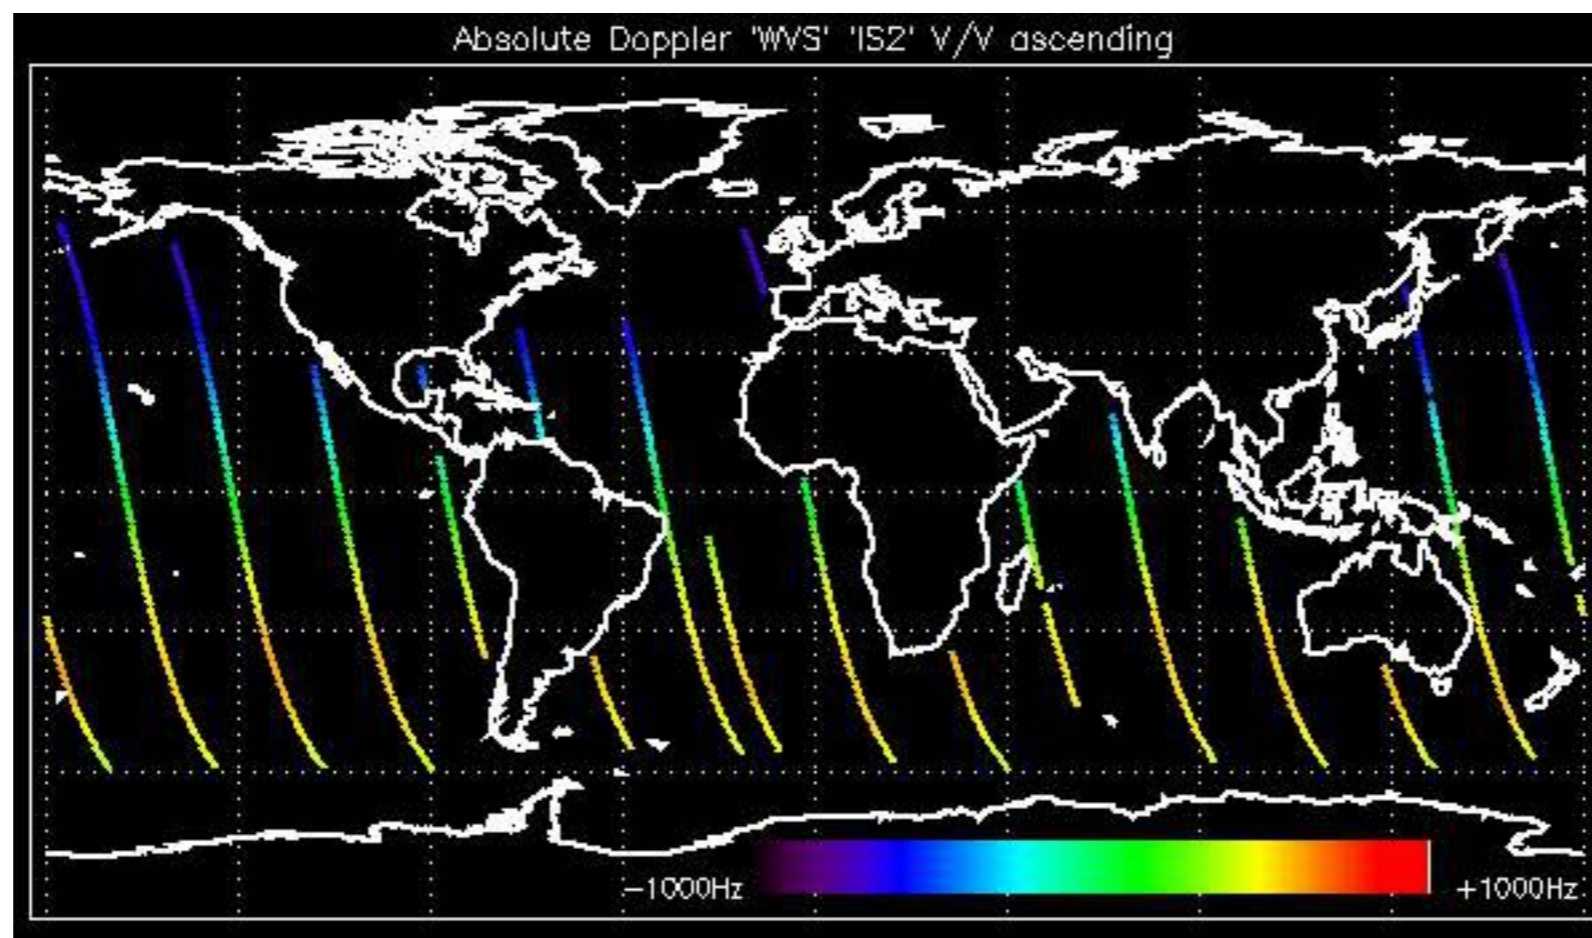 Absolute Doppler 'WVS' 'IS2' V/V ascending
-1000Hz +1000Hz